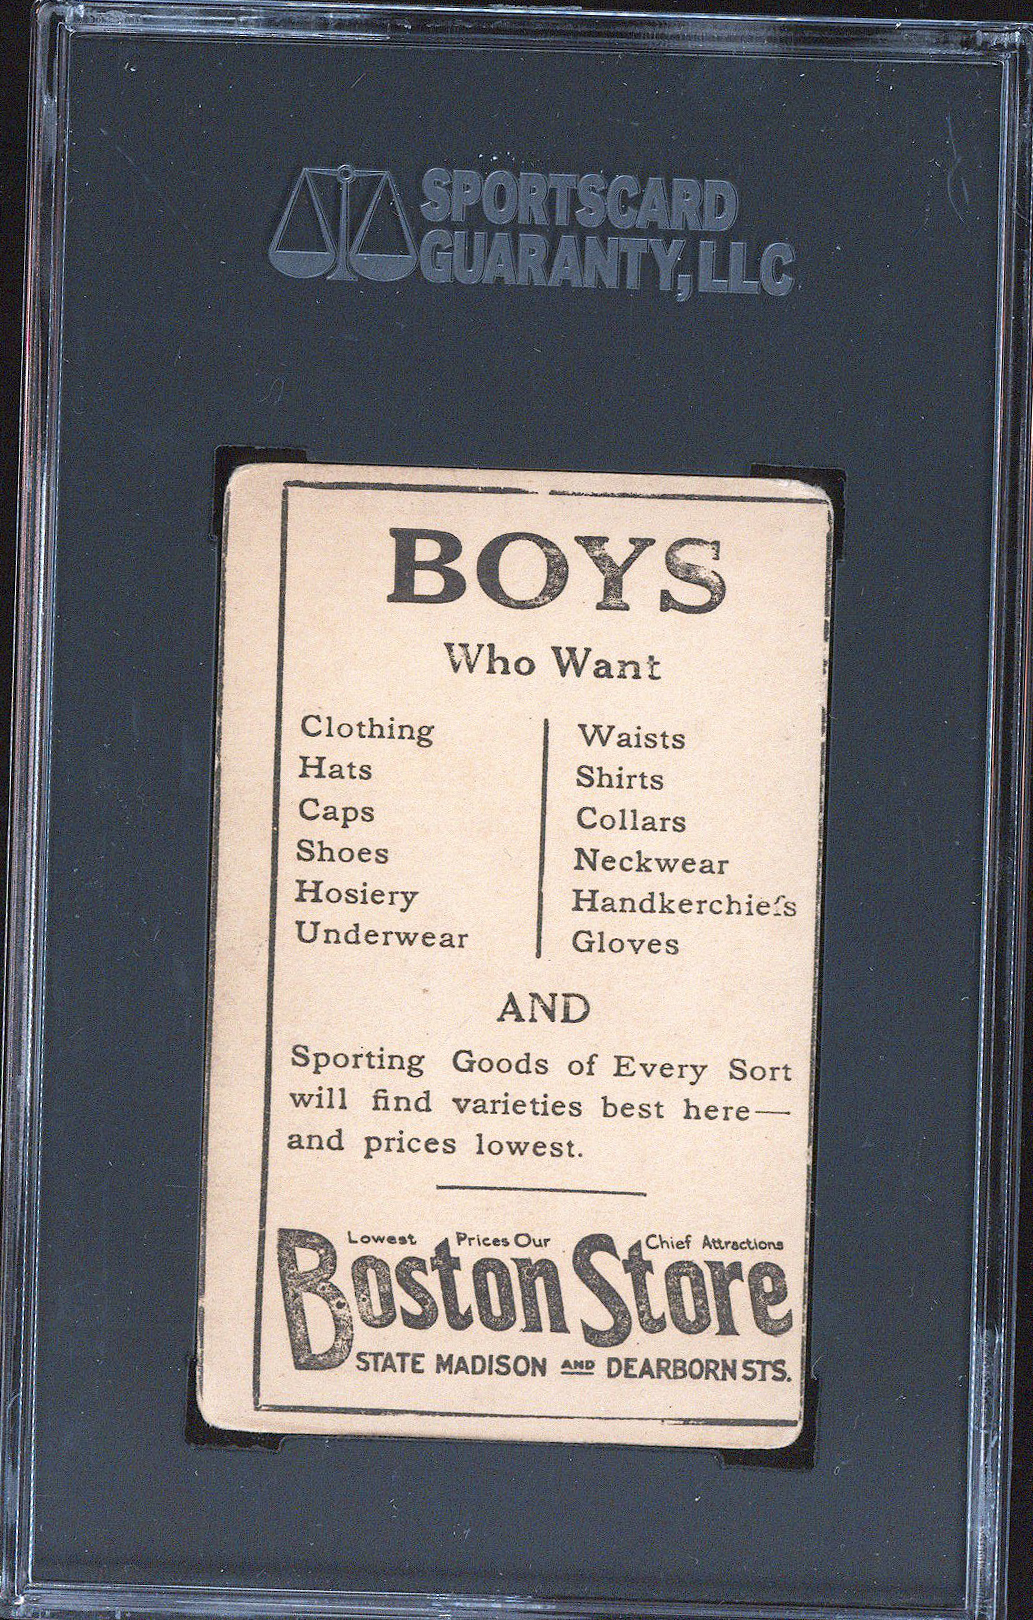 SPORTSCARD
GUARANTY, LLC
BOYS
Who Want
Clothing
Hats
Caps
Shoes
Hosiery
Underwear
Waists
Shirts
Collars
Neckwear
Handkerchiefs
Gloves
AND
Sporting Goods of Every Sort
will find varieties best here—
and prices lowest.
Lowest Prices Our Chief Attractions
Boston Store
STATE MADISON AND DEARBORN STS.